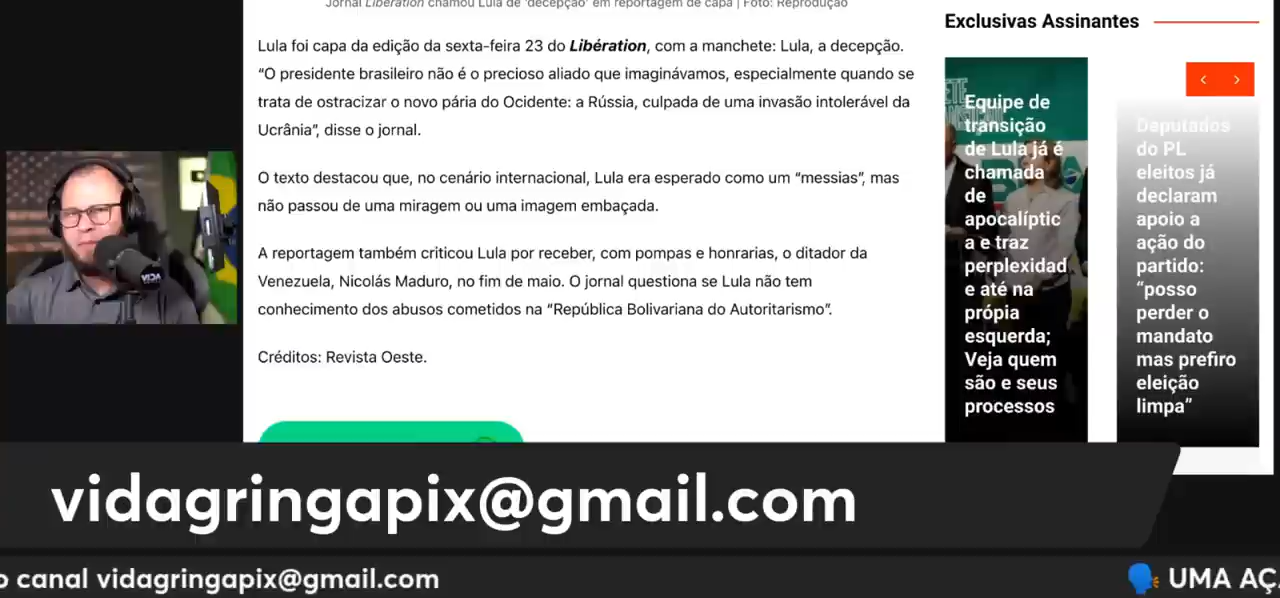 Jornal Libération chamou Lula de 'decepção' em reportagem de capa | Foto: Reprodução
Lula foi capa da edição da sexta-feira 23 do Libération, com a manchete: Lula, a decepção.
“O presidente brasileiro não é o precioso aliado que imaginávamos, especialmente quando se
trata de ostracizar o novo pária do Ocidente: a Rússia, culpada de uma invasão intolerável da
Ucrânia”, disse o jornal.
O texto destacou que, no cenário internacional, Lula era esperado como um “messias”, mas
não passou de uma miragem ou uma imagem embaçada.
A reportagem também criticou Lula por receber, com pompas e honrarias, o ditador da
Venezuela, Nicolás Maduro, no fim de maio. O jornal questiona se Lula não tem
conhecimento dos abusos cometidos na “República Bolivariana do Autoritarismo”.
Créditos: Revista Oeste.
Exclusivas Assinantes
Equipe de
transição
de Lula já é
chamada
de
apocalíptic
a e traz
perplexidad
e até na
própia
esquerda;
Veja quem
são e seus
processos
Deputados
do PL
eleitos já
declaram
apoio a
ação do
partido:
“posso
perder o
mandato
mas prefiro
eleição
limpa”
VIDA
vidagringapix@gmail.com
o canal vidagringapix@gmail.com
UMA AÇ